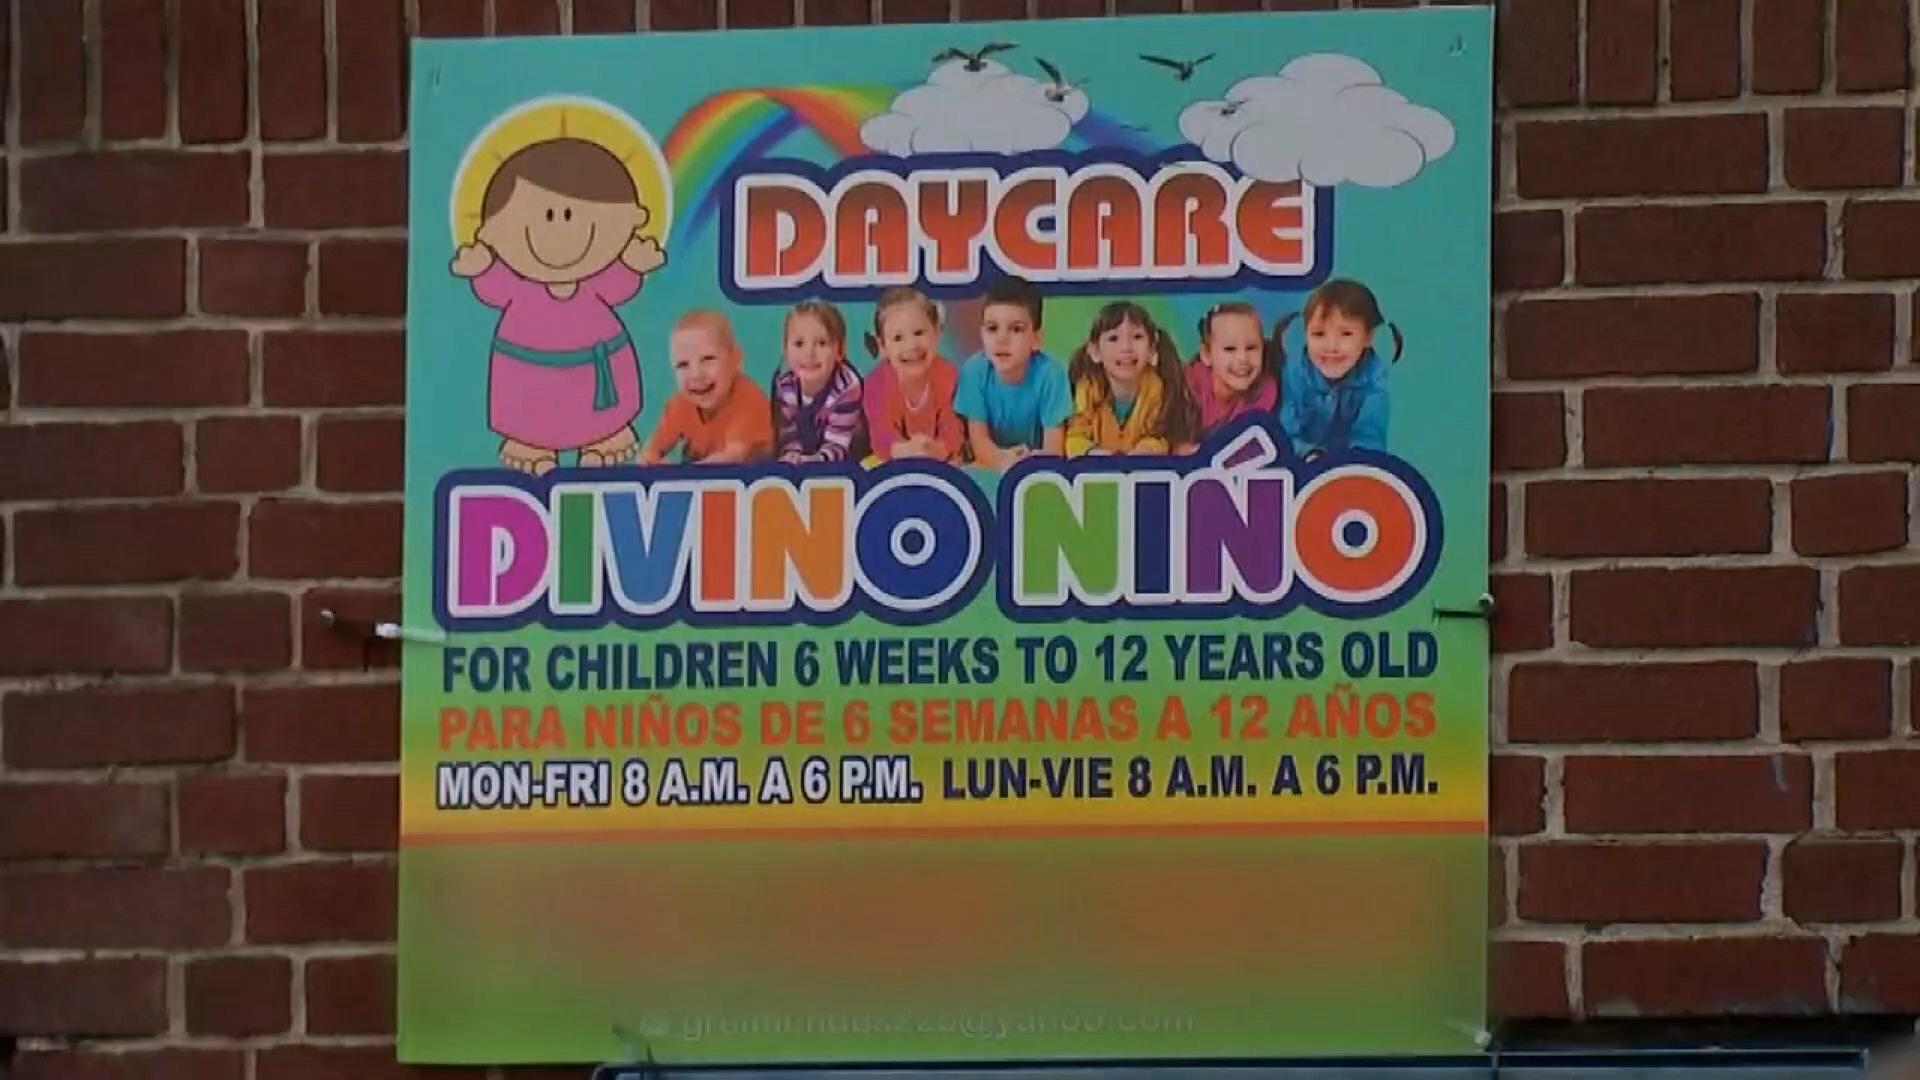 DAYCARE
DIVINO NIÑO
FOR CHILDREN 6 WEEKS TO 12 YEARS OLD
PARA NIÑOS DE 6 SEMANAS A 12 AÑOS
MON-FRI 8 A.M. A 6 P.M. LUN-VIE 8 A.M. A 6 P.M.